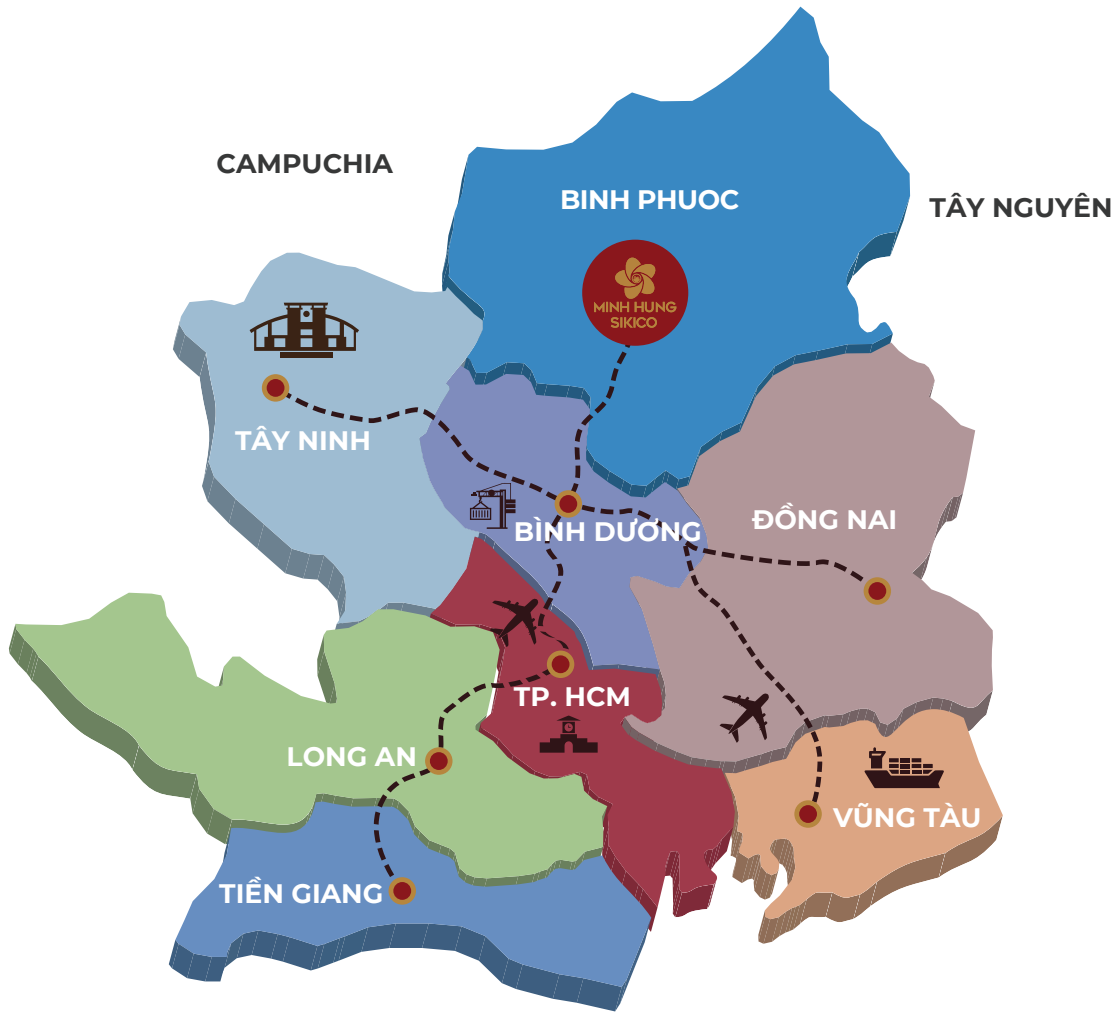 CAMPUCHIA
BINH PHUOC
TÂY NGUYÊN
MINH HUNG
SIKICO
TÂY NINH
ĐỒNG NAI
BÌNH DƯƠNG
TP. HCM
LONG AN
VŨNG TÀU
TIỀN GIANG